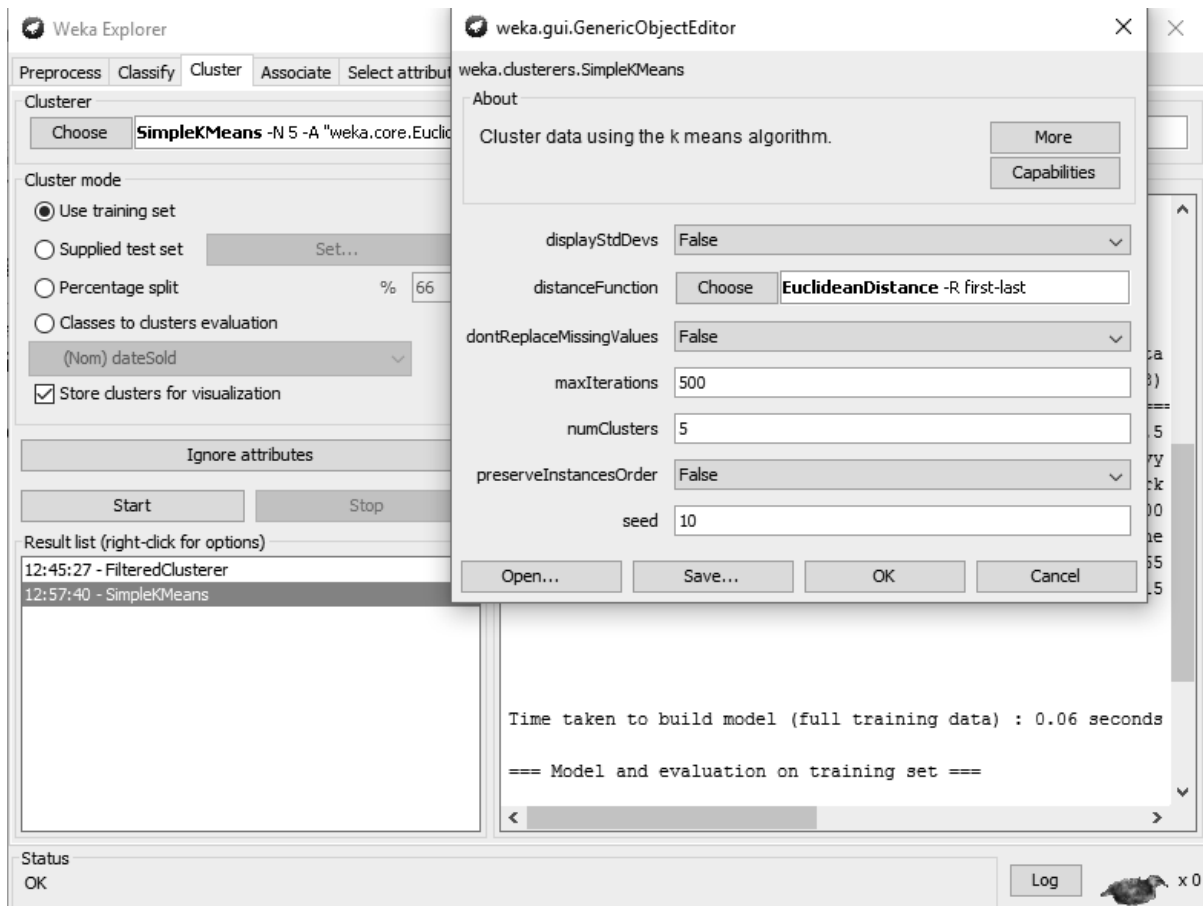 Weka Explorer
Preprocess Classify Cluster Associate Select attribut
Clusterer
Choose SimpleKMeans -N 5 -A "weka.core.Euclid
Cluster mode
Use training set
Supplied test set Set...
Percentage split % 66
Classes to clusters evaluation
(Nom) dateSold
Store clusters for visualization
Ignore attributes
Start Stop
Result list (right-click for options)
12:45:27 - FilteredClusterer
12:57:40 - SimpleKMeans
weka.gui.GenericObjectEditor
weka.clusterers.SimpleKMeans
About
Cluster data using the k means algorithm.
More
Capabilities
displayStdDevs False
distanceFunction Choose EuclideanDistance -R first-last
dontReplaceMissingValues False
maxIterations 500
numClusters 5
preserveInstancesOrder False
seed 10
Open... Save... OK Cancel
Time taken to build model (full training data) : 0.06 seconds
=== Model and evaluation on training set ===
Status
OK
Log x 0